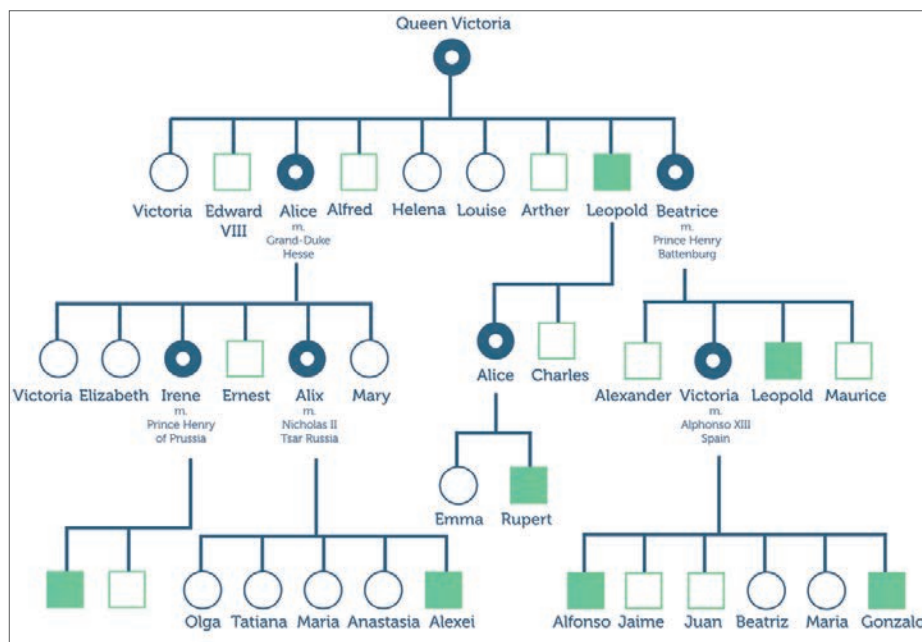 Queen Victoria
Victoria
Edward
VIII
Alice
m.
Grand-Duke
Hesse
Alfred
Helena
Louise
Arther
Leopold
Beatrice
m.
Prince Henry
Battenburg
Victoria
Elizabeth
Irene
m.
Prince Henry
of Prussia
Ernest
Alix
m.
Nicholas II
Tsar Russia
Mary
Alice
Charles
Alexander
Victoria
m.
Alphonso XIII
Spain
Leopold
Maurice
Emma
Rupert
Olga
Tatiana
Maria
Anastasia
Alexei
Alfonso
Jaime
Juan
Beatriz
Maria
Gonzalo